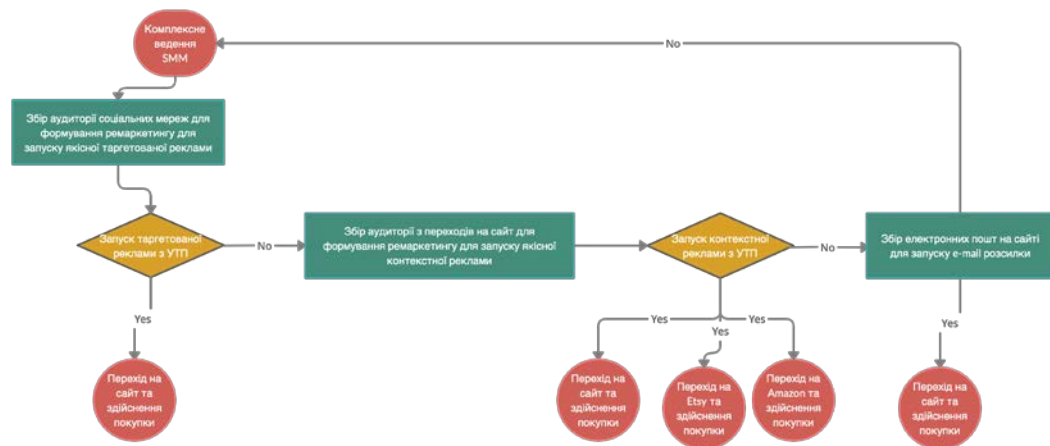 Комплексне
ведення
SMM
No
Збір аудиторії соціальних мереж для
формування ремаркетингу для
запуску якісної таргетованої реклами
Запуск таргетованої
реклами з УТП
No
Збір аудиторії з переходів на сайт для
формування ремаркетингу для запуску якісної
контекстної реклами
Запуск контекстної
реклами з УТП
No
Збір електронних пошт на сайті
для запуску e-mail розсилки
Yes
Yes
Yes
Yes
Yes
Перехід на
сайт та
здійснення
покупки
Перехід на
сайт та
здійснення
покупки
Перехід на
Etsy та
здійснення
покупки
Перехід на
Amazon та
здійснення
покупки
Перехід на
сайт та
здійснення
покупки